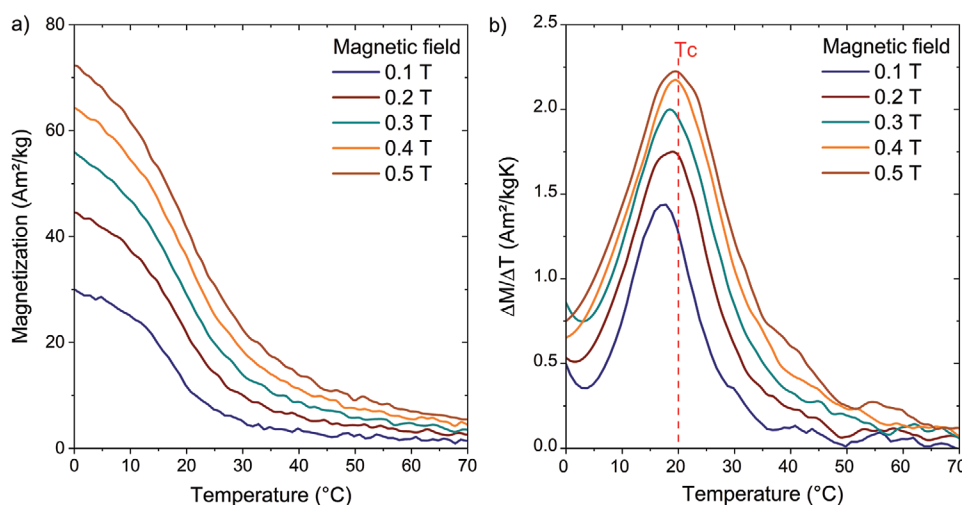 a)
80
60
40
20
0
Magnetization (Am²/kg)
0 10 20 30 40 50 60 70
Temperature (°C)
Magnetic field
0.1 T
0.2 T
0.3 T
0.4 T
0.5 T
b)
2.5
2.0
1.5
1.0
0.5
0.0
ΔM/ΔT (Am²/kgK)
0 10 20 30 40 50 60 70
Temperature (°C)
Tc
Magnetic field
0.1 T
0.2 T
0.3 T
0.4 T
0.5 T